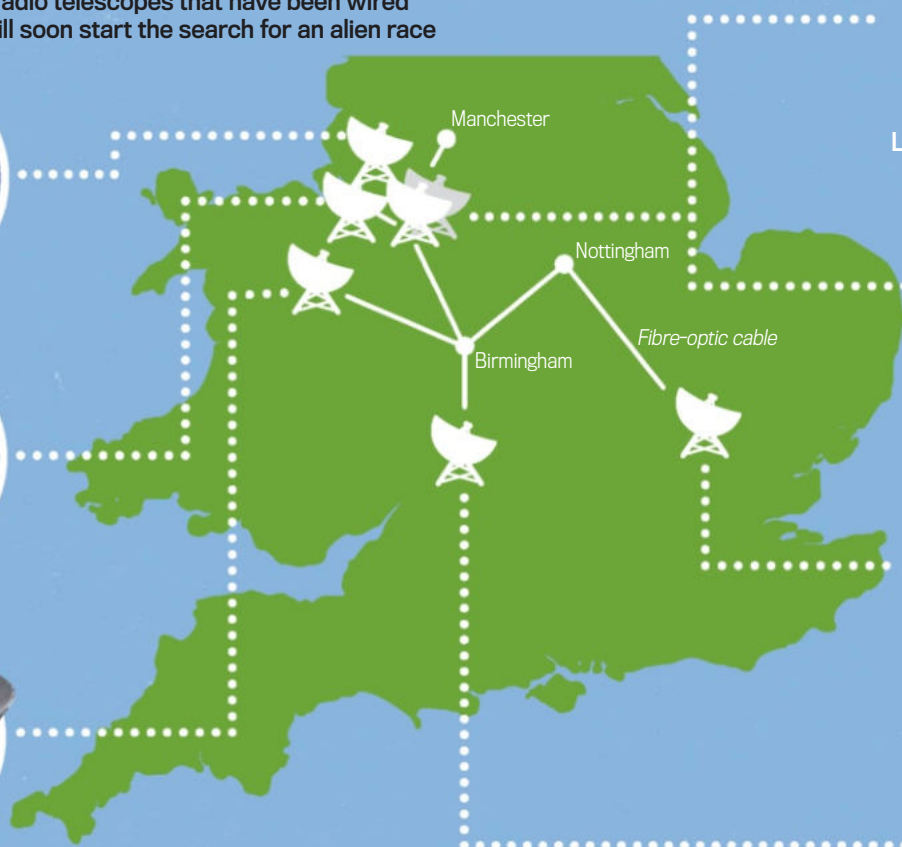 adio telescopes that have been wired
ill soon start the search for an alien race
Manchester
L
Nottingham
Fibre-optic cable
Birmingham